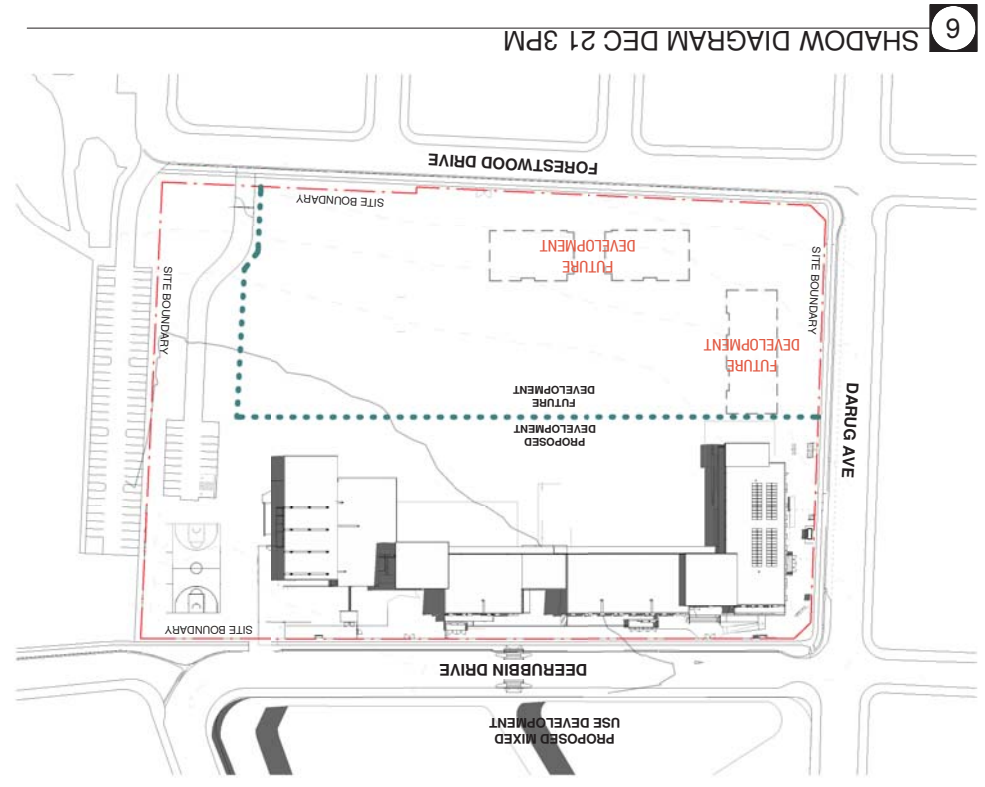 PROPOSED MIXED
USE DEVELOPMENT
DEERUBBIN DRIVE
SITE BOUNDARY
PROPOSED
DEVELOPMENT
FUTURE
DEVELOPMENT
DARUG AVE
FUTURE
DEVELOPMENT
SITE BOUNDARY
SITE BOUNDARY
FUTURE
DEVELOPMENT
SITE BOUNDARY
FORESTWOOD DRIVE
6 SHADOW DIAGRAM DEC 21 3PM